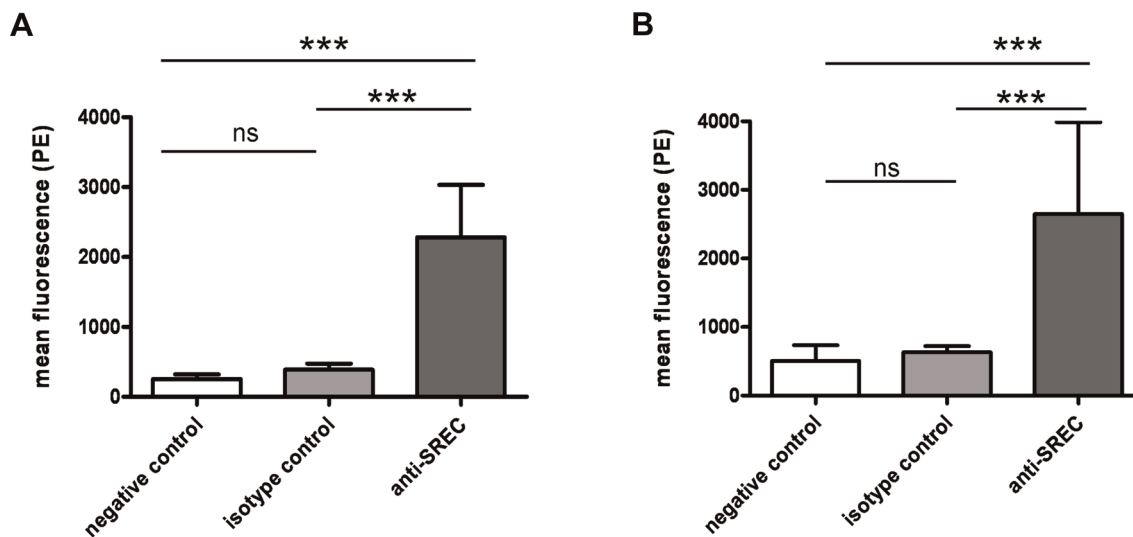 A
***
***
ns
mean fluorescence (PE)
4000
3000
2000
1000
0
negative control
isotype control
anti-SREC
B
***
***
ns
mean fluorescence (PE)
4000
3000
2000
1000
0
negative control
isotype control
anti-SREC